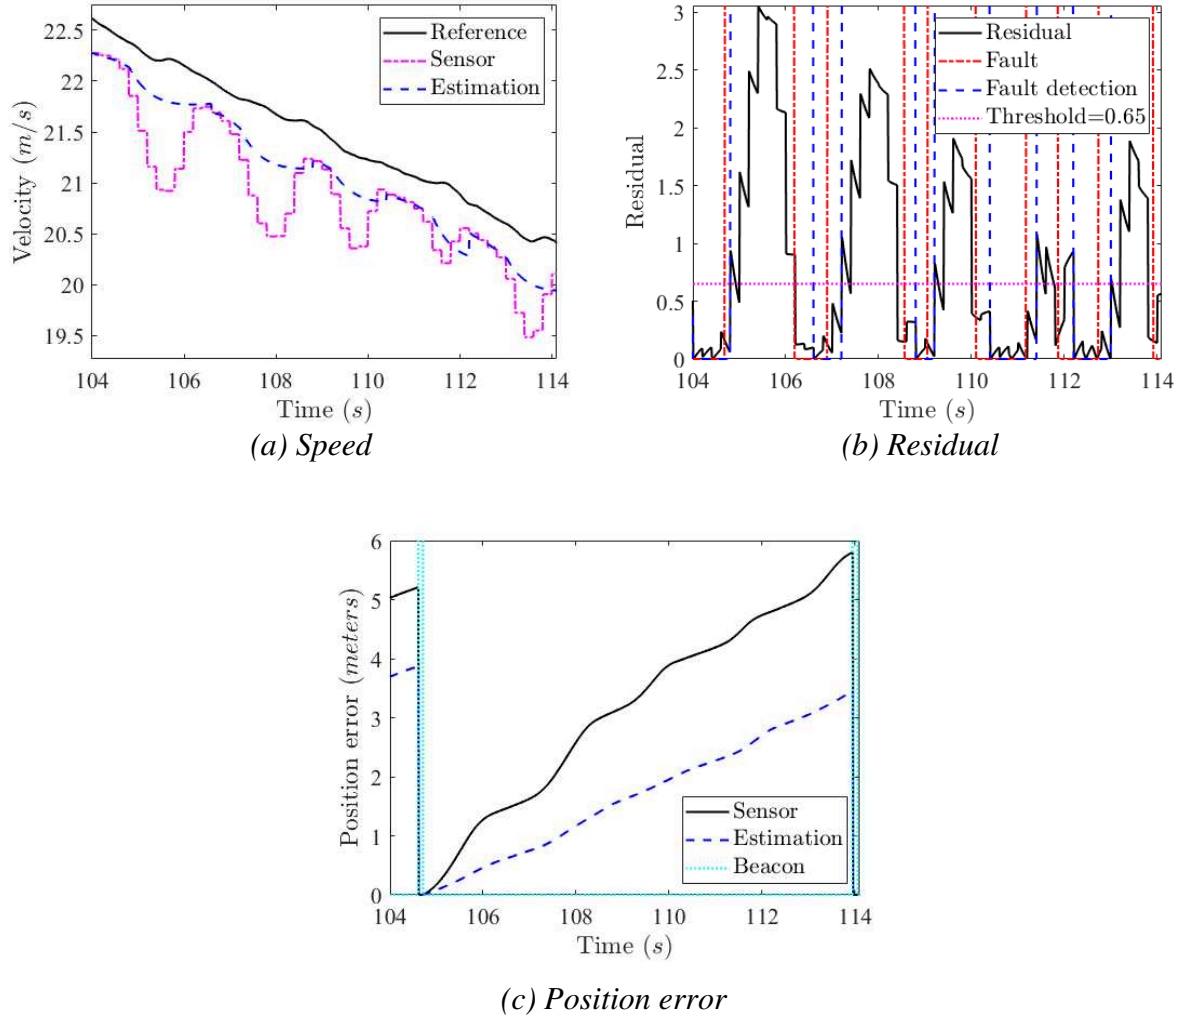 22.5
22
21.5
21
20.5
20
19.5
Velocity (m/s)
Reference
Sensor
Estimation
104 106 108 110 112 114
Time (s)
(a) Speed
3
2.5
2
1.5
1
0.5
0
Residual
Residual
Fault
Fault detection
Threshold=0.65
104 106 108 110 112 114
Time (s)
(b) Residual
6
5
4
3
2
1
0
Position error (meters)
Sensor
Estimation
Beacon
104 106 108 110 112 114
Time (s)
(c) Position error